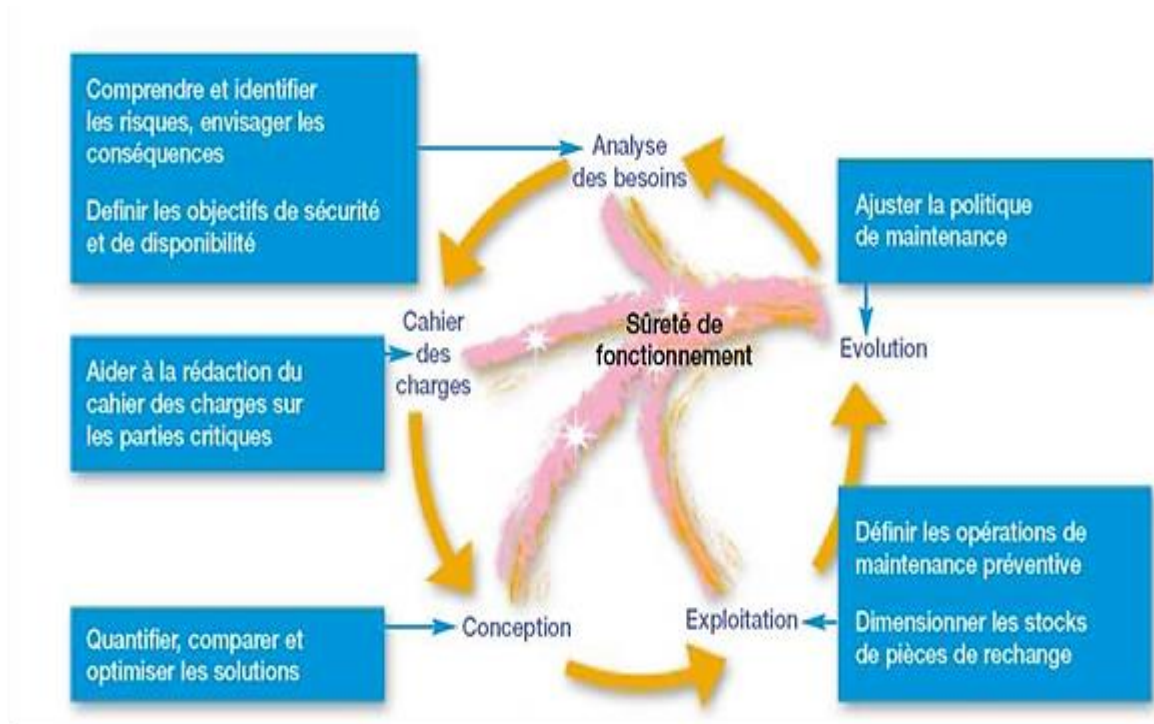 Comprendre et identifier
les risques, envisager les
conséquences
Definir les objectifs de sécurité
et de disponibilité
Analyse
des besoins
Ajuster la politique
de maintenance
Cahier
des
charges
Sûreté de
fonctionnement
Evolution
Aider à la rédaction du
cahier des charges sur
les parties critiques
Définir les opérations de
maintenance préventive
Dimensionner les stocks
de pièces de rechange
Quantifier, comparer et
optimiser les solutions
Conception
Exploitation